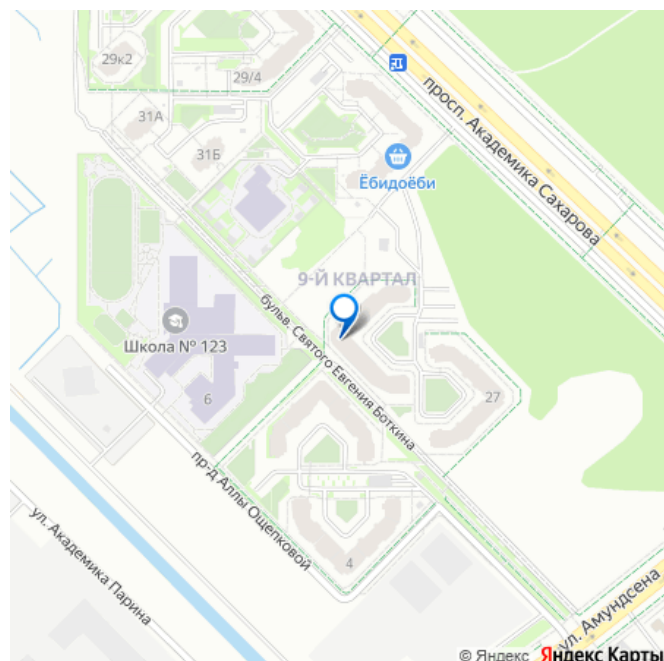 29к2
29/4
31А
31Б
просп. Академика Сахарова
Ёбидоёби
9-Й КВАРТАЛ
бульв. Святого Евгения Боткина
Школа № 123
6
27
пр-д Аллы Ощепковой
4
ул. Академика Парина
ул. Амундсена
© Яндекс Яндекс Карты